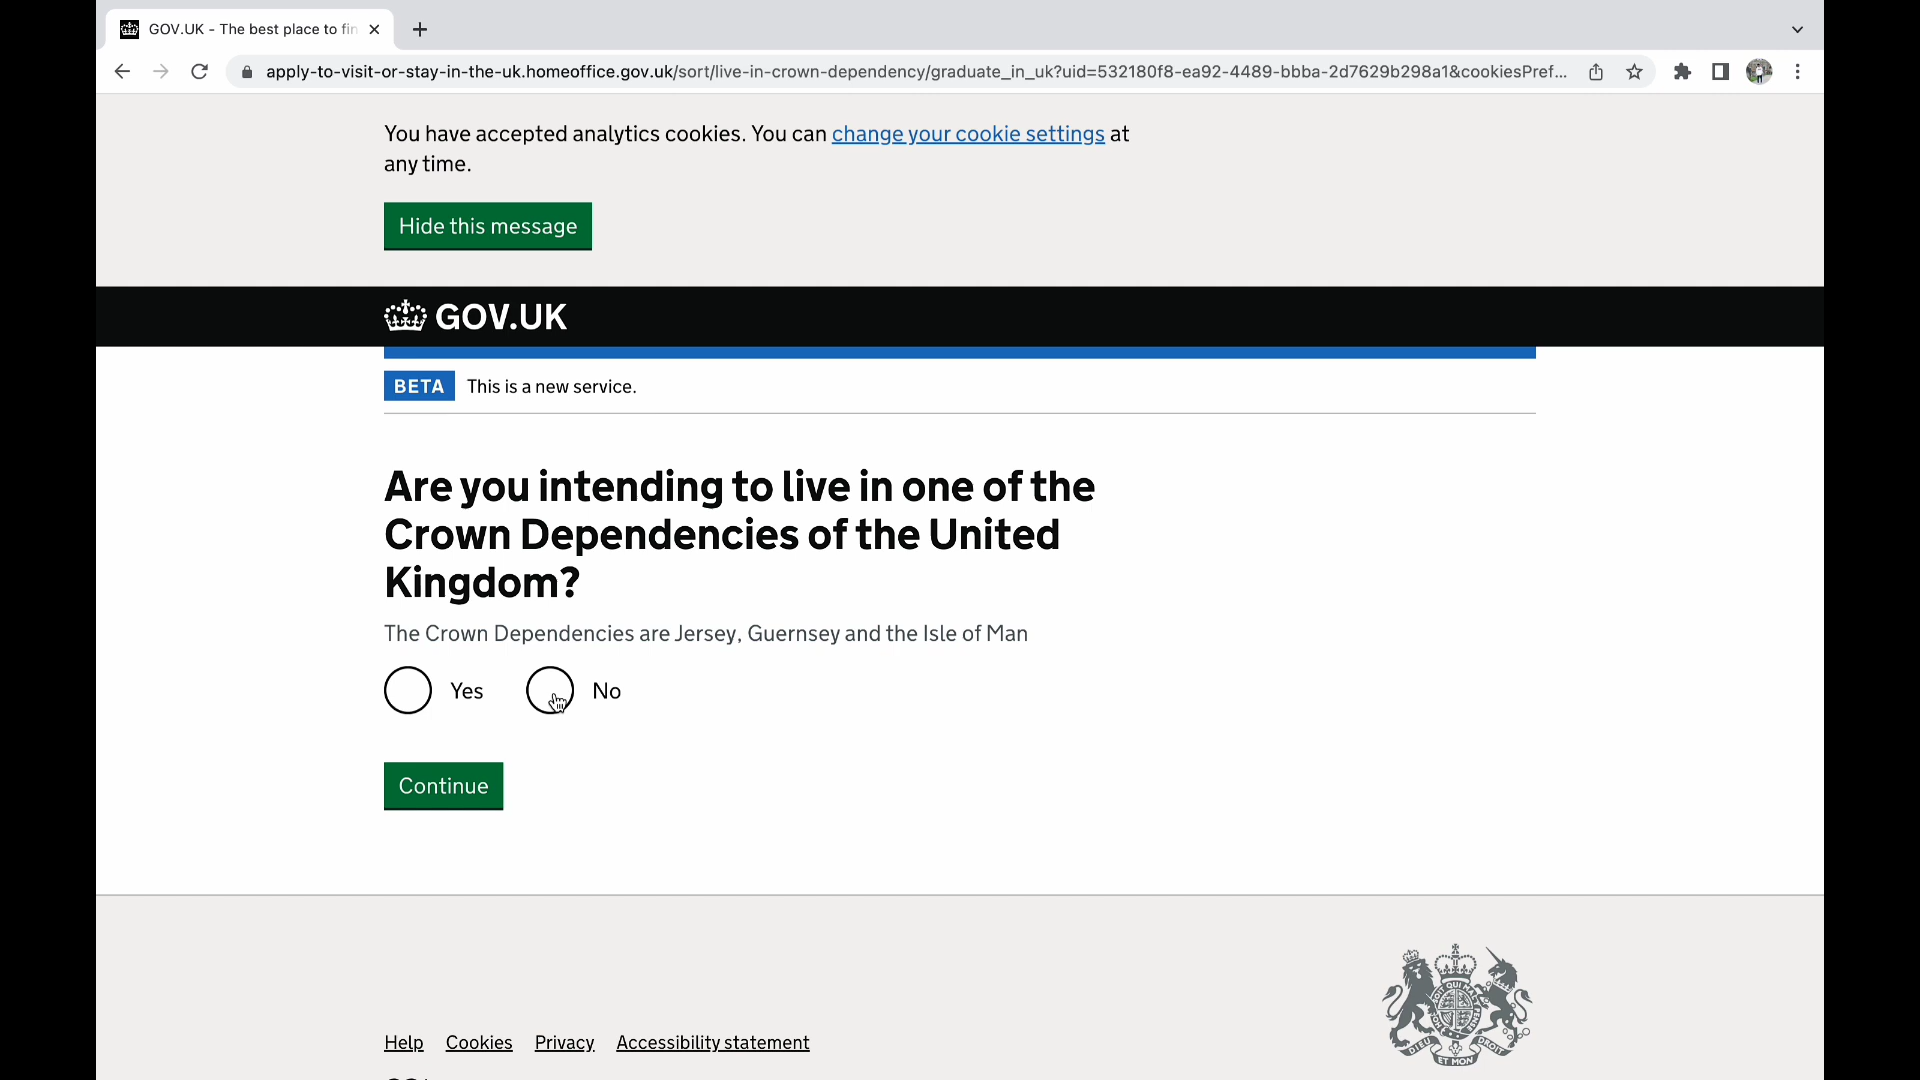 GOV.UK - The best place to fin
apply-to-visit-or-stay-in-the-uk.homeoffice.gov.uk/sort/live-in-crown-dependency/graduate_in_uk?uid=532180f8-ea92-4489-bbba-2d7629b298a1&cookiesPref...
You have accepted analytics cookies. You can change your cookie settings at
any time.
Hide this message
GOV.UK
BETA This is a new service.
Are you intending to live in one of the
Crown Dependencies of the United
Kingdom?
The Crown Dependencies are Jersey, Guernsey and the Isle of Man
Yes No
Continue
DIEU ET MON DROIT
Help Cookies Privacy Accessibility statement